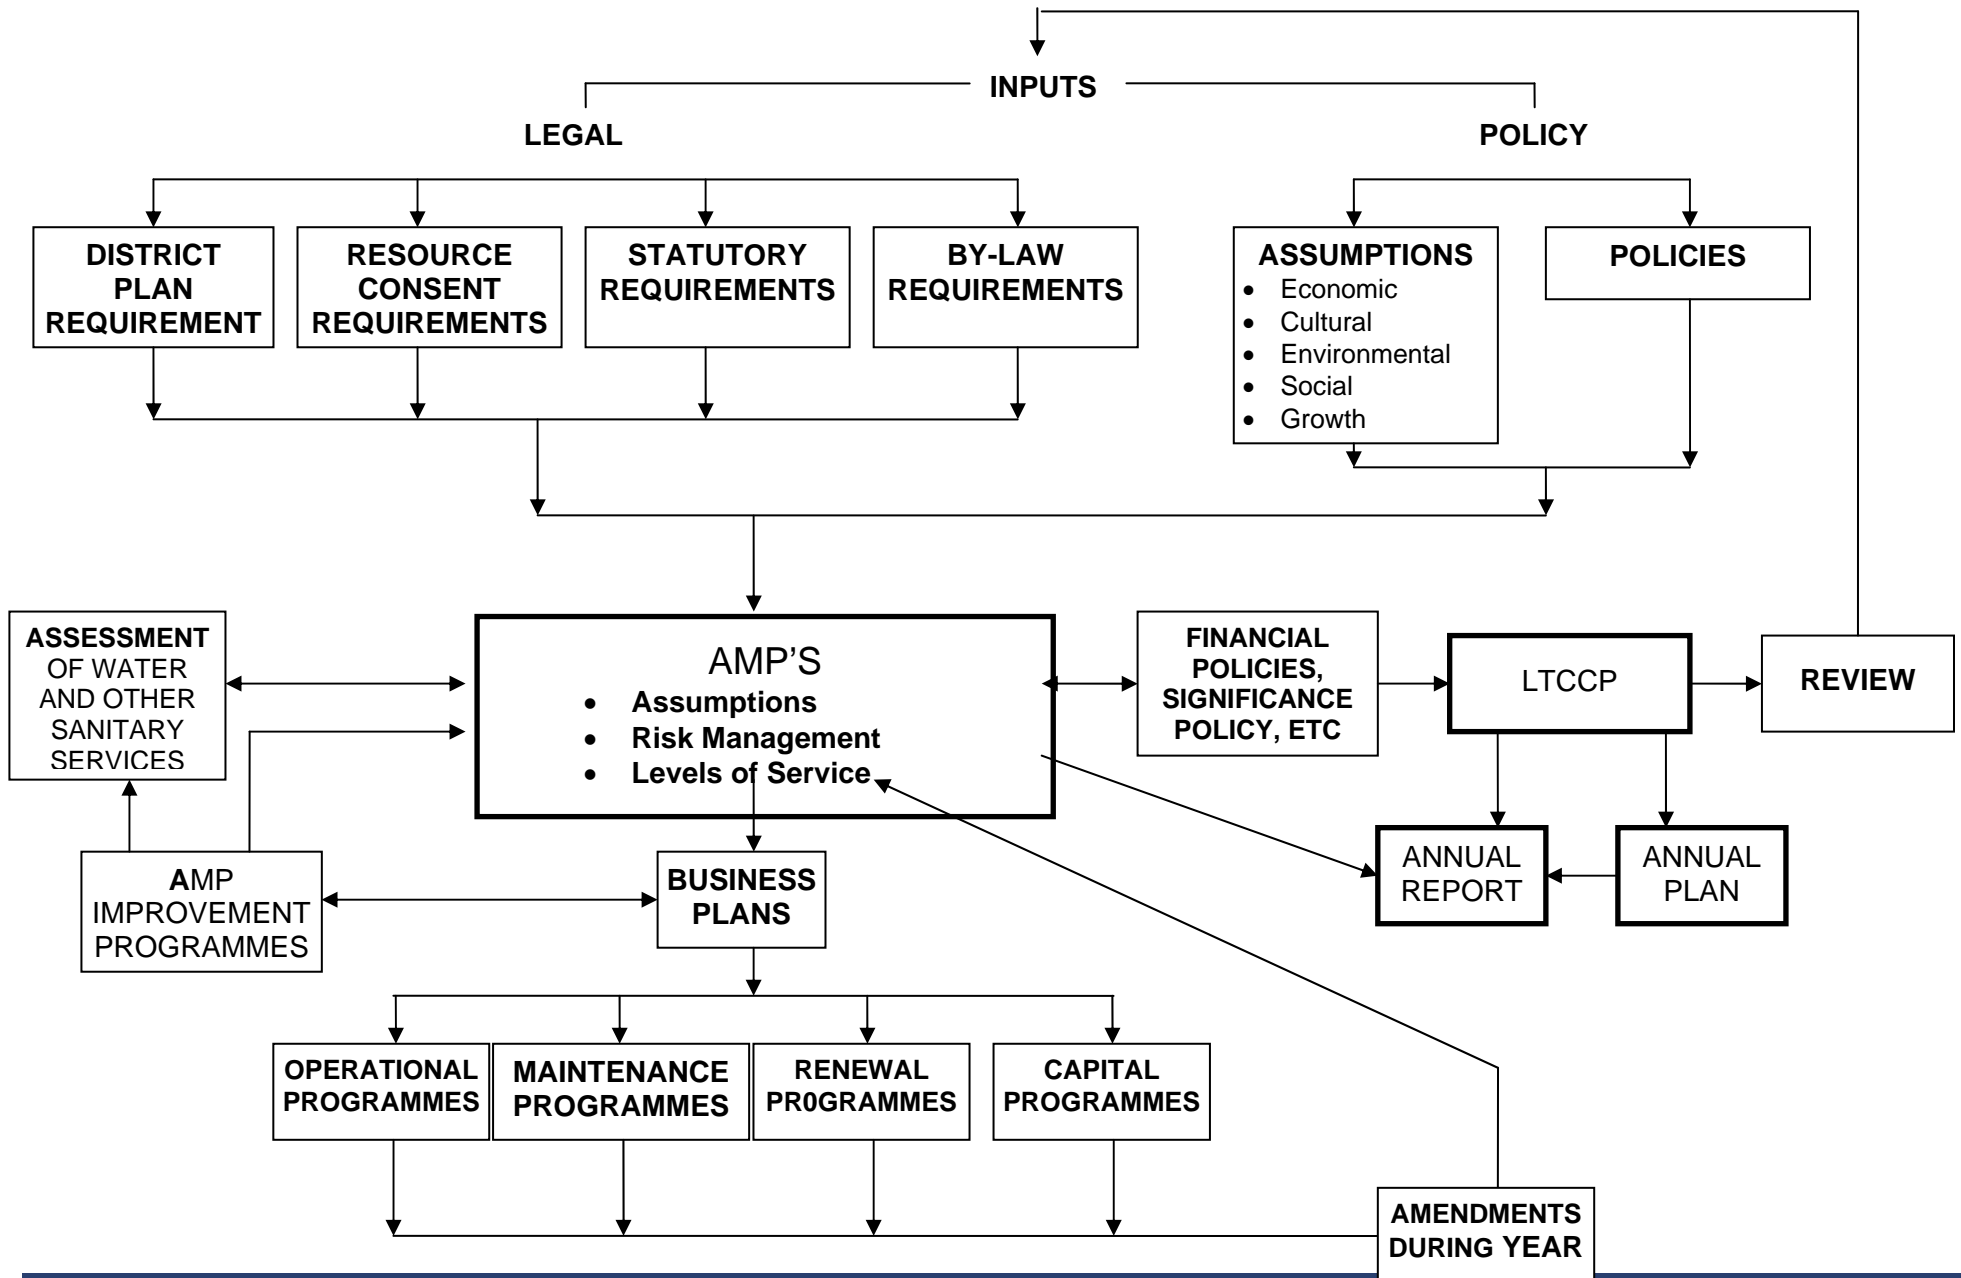 INPUTS
LEGAL
POLICY
DISTRICT
PLAN
REQUIREMENT
RESOURCE
CONSENT
REQUIREMENTS
STATUTORY
REQUIREMENTS
BY-LAW
REQUIREMENTS
ASSUMPTIONS
• Economic
• Cultural
• Environmental
• Social
• Growth
POLICIES
ASSESSMENT
OF WATER
AND OTHER
SANITARY
SERVICES
AMP'S
• Assumptions
• Risk Management
• Levels of Service
FINANCIAL
POLICIES,
SIGNIFICANCE
POLICY, ETC
LTCCP
REVIEW
AMP
IMPROVEMENT
PROGRAMMES
BUSINESS
PLANS
ANNUAL
REPORT
ANNUAL
PLAN
OPERATIONAL
PROGRAMMES
MAINTENANCE
PROGRAMMES
RENEWAL
PR0GRAMMES
CAPITAL
PROGRAMMES
AMENDMENTS
DURING YEAR